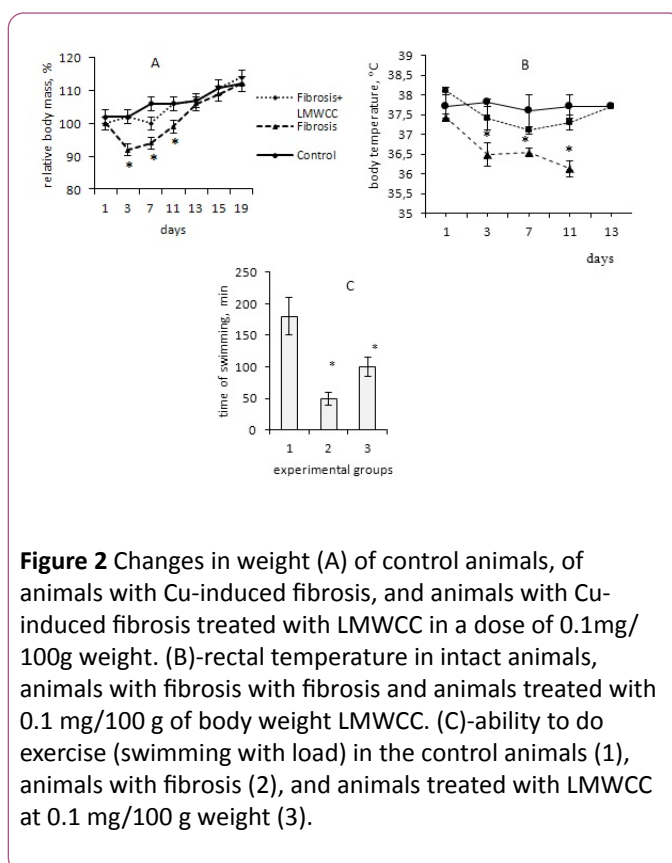 A
relative body mass, %
120
110
100
90
80
1 3 7 11 13 15 19
days
Fibrosis+
LMWCC
Fibrosis
Control
B
body temperature, °C
39
38,5
38
37,5
37
36,5
36
35,5
35
* * *
1 3 7 11 13
days
* * *
C
time of swimming, min
250
200
150
100
50
0
* *
1 2 3
experimental groups
Figure 2 Changes in weight (A) of control animals, of
animals with Cu-induced fibrosis, and animals with Cu-
induced fibrosis treated with LMWCC in a dose of 0.1mg/
100g weight. (B)-rectal temperature in intact animals,
animals with fibrosis with fibrosis and animals treated with
0.1 mg/100 g of body weight LMWCC. (C)-ability to do
exercise (swimming with load) in the control animals (1),
animals with fibrosis (2), and animals treated with LMWCC
at 0.1 mg/100 g weight (3).